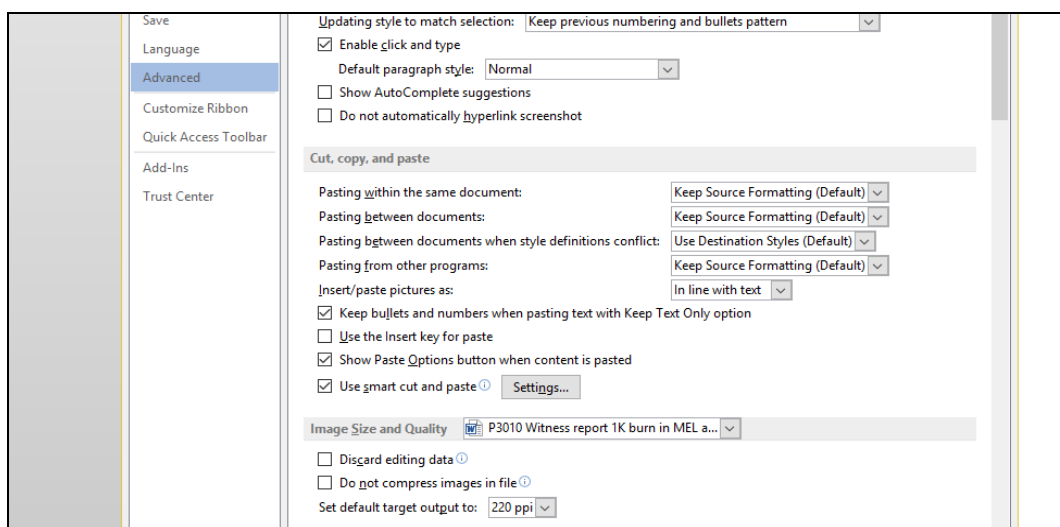 Save
Language
Advanced
Customize Ribbon
Quick Access Toolbar
Add-Ins
Trust Center
Updating style to match selection: Keep previous numbering and bullets pattern
Enable click and type
Default paragraph style: Normal
Show AutoComplete suggestions
Do not automatically hyperlink screenshot
Cut, copy, and paste
Pasting within the same document: Keep Source Formatting (Default)
Pasting between documents: Keep Source Formatting (Default)
Pasting between documents when style definitions conflict: Use Destination Styles (Default)
Pasting from other programs: Keep Source Formatting (Default)
Insert/paste pictures as: In line with text
Keep bullets and numbers when pasting text with Keep Text Only option
Use the Insert key for paste
Show Paste Options button when content is pasted
Use smart cut and paste Settings...
Image Size and Quality P3010 Witness report 1K burn in MEL a...
Discard editing data
Do not compress images in file
Set default target output to: 220 ppi